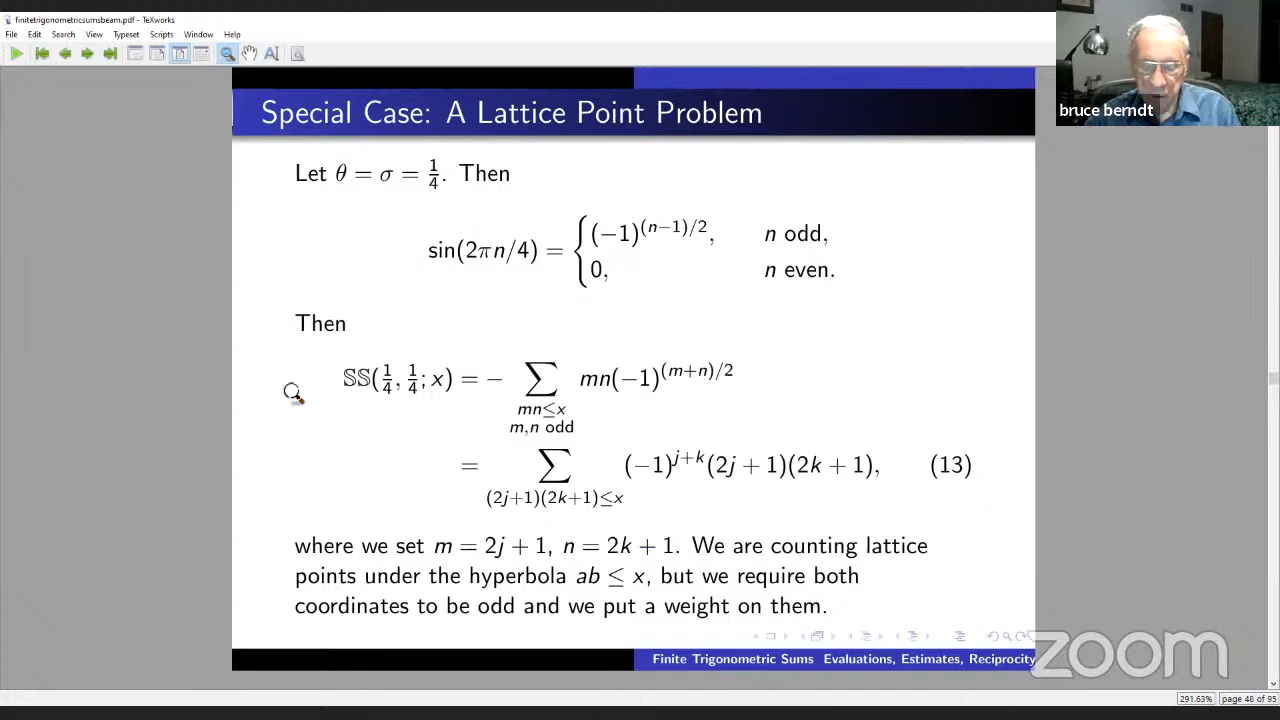 finitetrigonometricsumsbeam.pdf - TeXworks
File Edit Search View Typeset Scripts Window Help
bruce berndt
Special Case: A Lattice Point Problem
Let θ = σ = 1/4. Then
sin(2πn/4) = { (−1)^{(n−1)/2}, n odd,
0, n even.
Then
𝕊𝕊(1/4, 1/4; x) = − ∑_{mn≤x m,n odd} mn(−1)^{(m+n)/2}
= ∑_{(2j+1)(2k+1)≤x} (−1)^{j+k}(2j + 1)(2k + 1), (13)
where we set m = 2j + 1, n = 2k + 1. We are counting lattice
points under the hyperbola ab ≤ x, but we require both
coordinates to be odd and we put a weight on them.
Finite Trigonometric Sums Evaluations, Estimates, Reciprocity
zoom
291.63% page 48 of 95